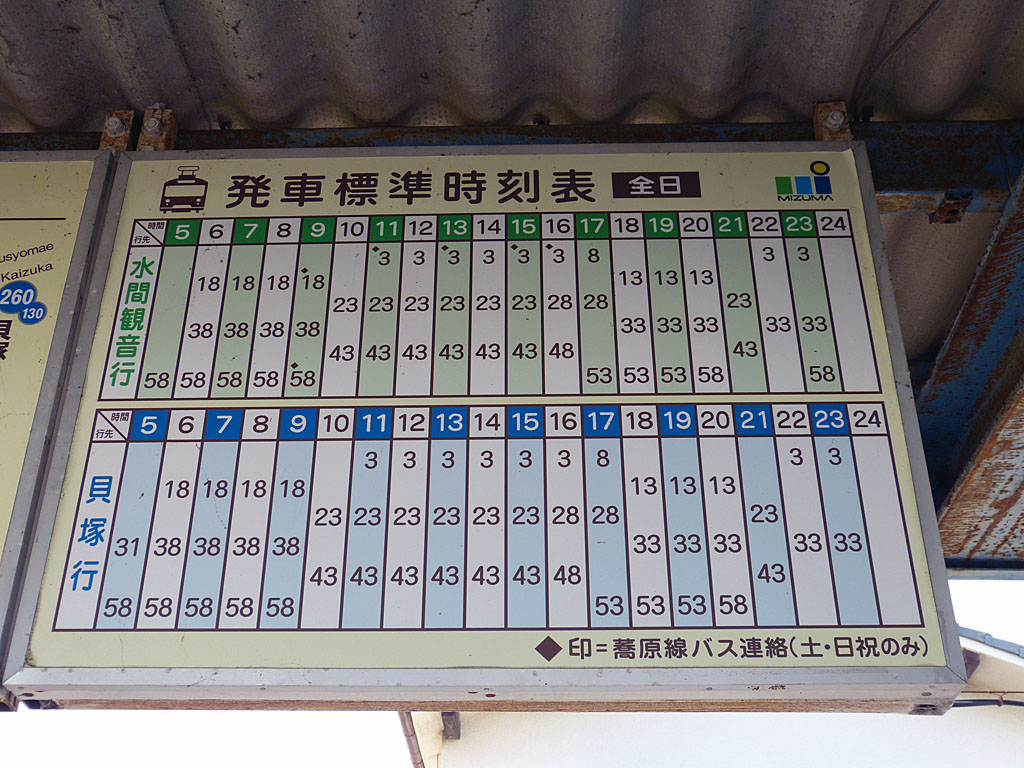 usyomae
Kaizuka
260
130
貝塚
発車標準時刻表 全日
MIZUMA
時間 行先 5 6 7 8 9 10 11 12 13 14 15 16 17 18 19 20 21 22 23 24
水間観音行
◆3 3 ◆3 3 ◆3 ◆3 8 3 3
18 18 18 ◆18 13 13 13
23 23 23 23 23 23 28 28 23
38 38 38 38 33 33 33 33 33
43 43 43 43 43 43 48 43
58 58 58 58 ◆58 53 53 53 58 58
時間 行先 5 6 7 8 9 10 11 12 13 14 15 16 17 18 19 20 21 22 23 24
貝塚行
3 3 3 3 3 3 8 3 3
18 18 18 18 13 13 13
23 23 23 23 23 23 28 28 23
31 38 38 38 38 33 33 33 33 33
43 43 43 43 43 43 48 43
58 58 58 58 58 53 53 53 58
◆印=蕎原線バス連絡(土・日祝のみ)